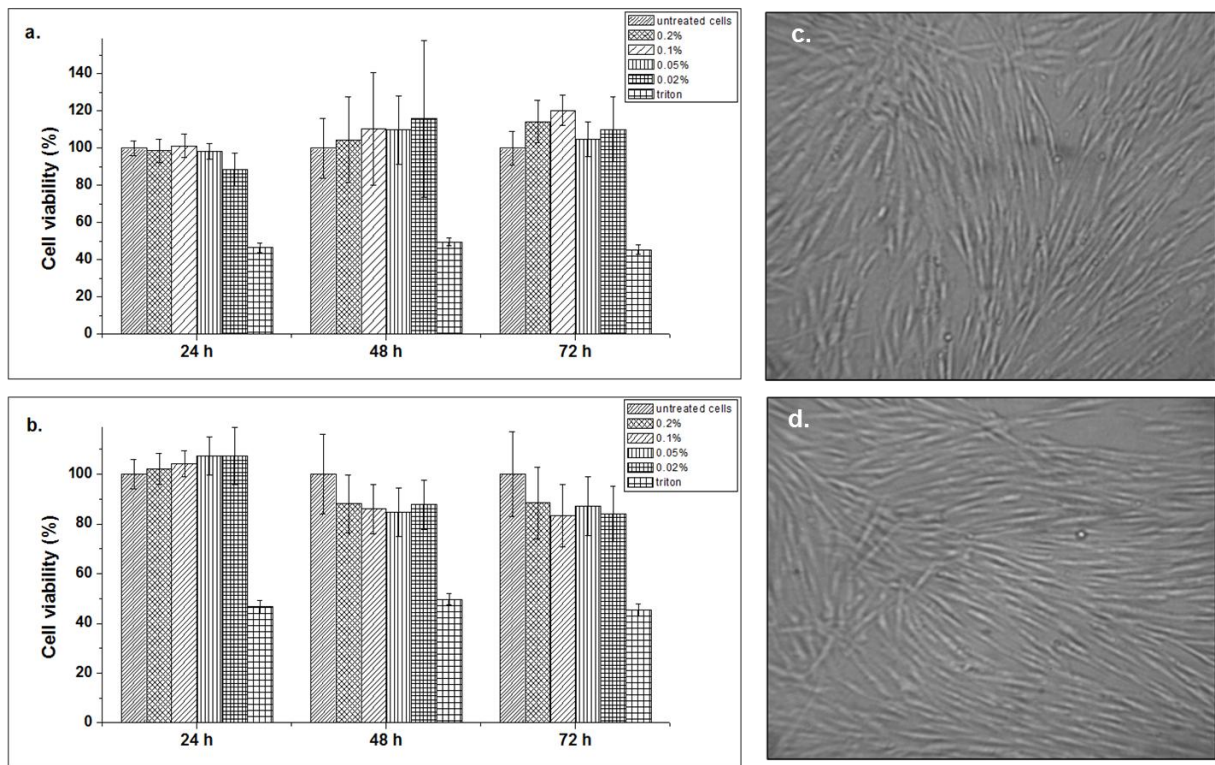 a.
untreated cells
0.2%
0.1%
0.05%
0.02%
triton
Cell viability (%)
140
120
100
80
60
40
20
0
24 h
48 h
72 h
b.
untreated cells
0.2%
0.1%
0.05%
0.02%
triton
Cell viability (%)
100
80
60
40
20
0
24 h
48 h
72 h
c.
d.